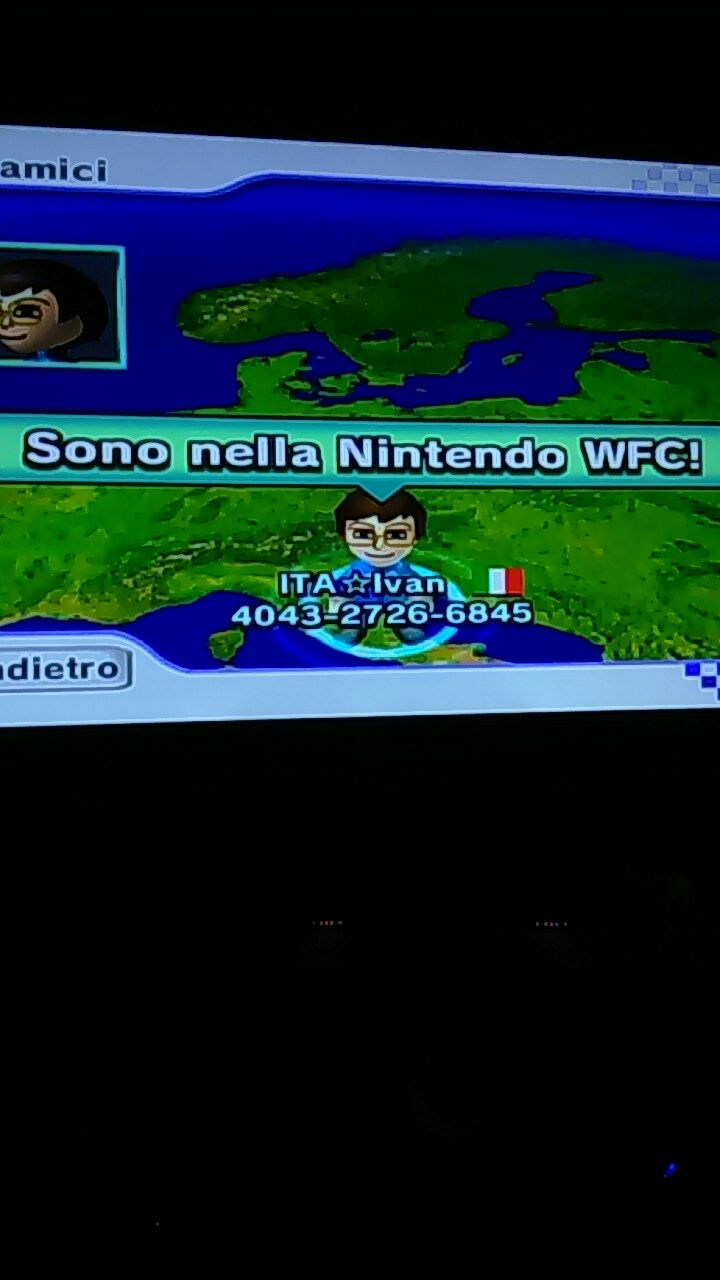 amici
Sono nella Nintendo WFC!
ITA☆Ivan
4043-2726-6845
ndietro